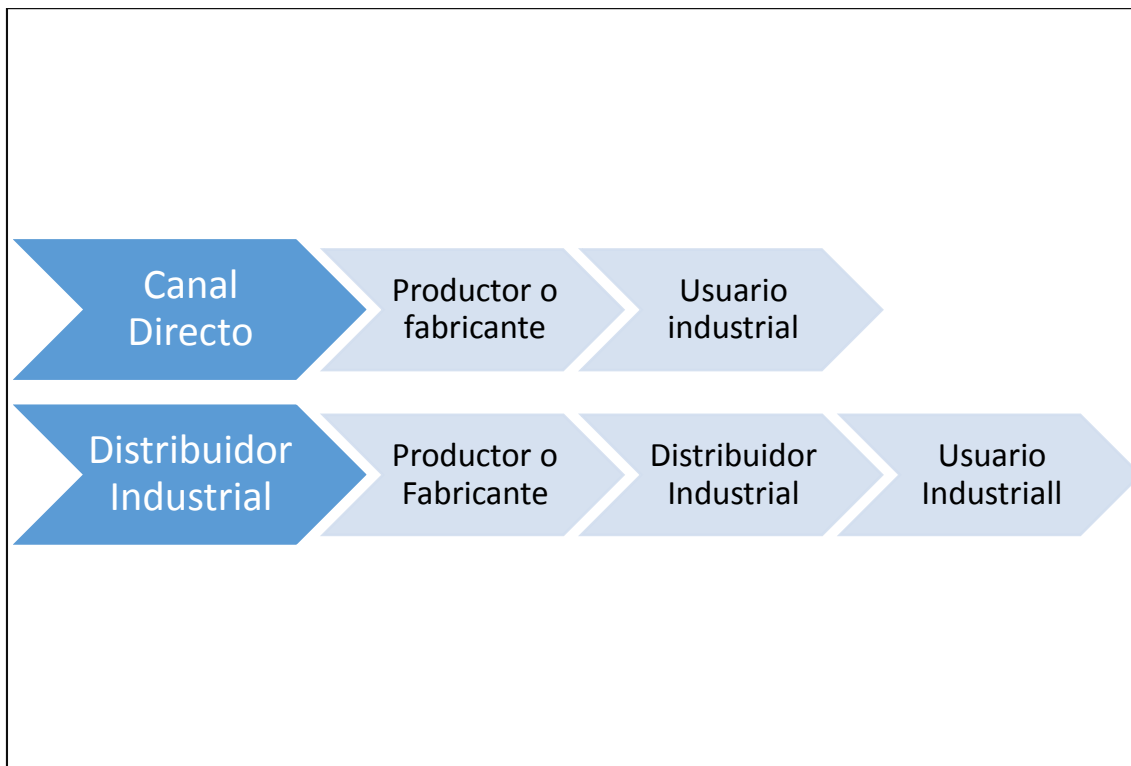 Canal
Directo
Productor o
fabricante
Usuario
industrial
Distribuidor
Industrial
Productor o
Fabricante
Distribuidor
Industrial
Usuario
Industriall